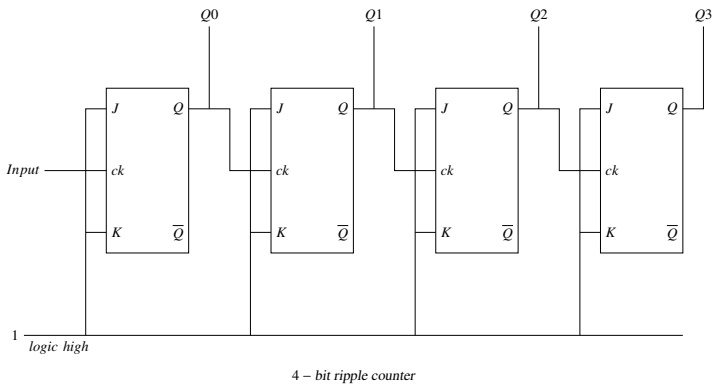 Q0 Q1 Q2 Q3
J Q J Q J Q J Q
Input ck ck ck ck
K Q̅ K Q̅ K Q̅ K Q̅
1
logic high
4 − bit ripple counter